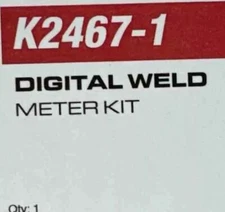 K2467-1
DIGITAL WELD
METER KIT
Qty: 1